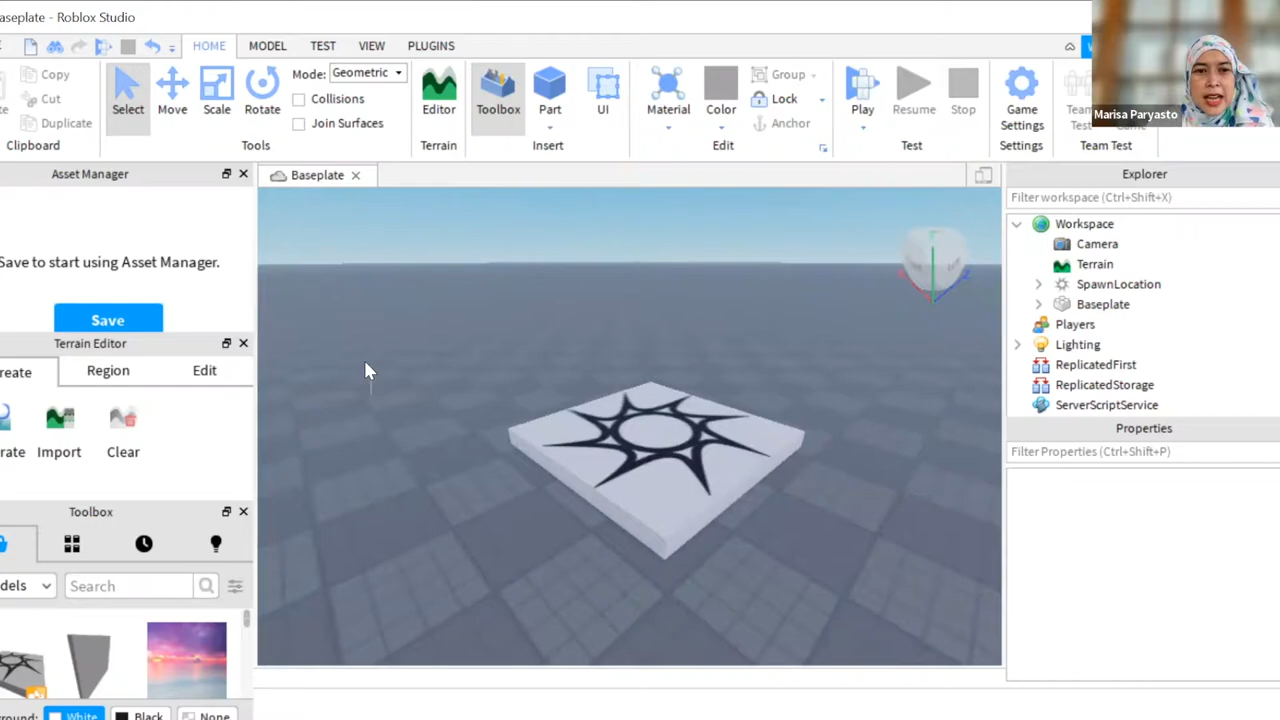 aseplate - Roblox Studio
HOME MODEL TEST VIEW PLUGINS
Copy
Cut
Duplicate
Clipboard
Select
Move
Scale
Rotate
Mode: Geometric
Collisions
Join Surfaces
Tools
Editor
Terrain
Toolbox
Part
UI
Insert
Material
Color
Group
Lock
Anchor
Edit
Play
Resume
Stop
Test
Game
Settings
Settings
Team Test
Marisa Paryasto
Asset Manager
Save to start using Asset Manager.
Save
Terrain Editor
reate Region Edit
rate Import Clear
Toolbox
dels Search
White Black None
Baseplate
Explorer
Filter workspace (Ctrl+Shift+X)
Workspace
Camera
Terrain
SpawnLocation
Baseplate
Players
Lighting
ReplicatedFirst
ReplicatedStorage
ServerScriptService
Properties
Filter Properties (Ctrl+Shift+P)